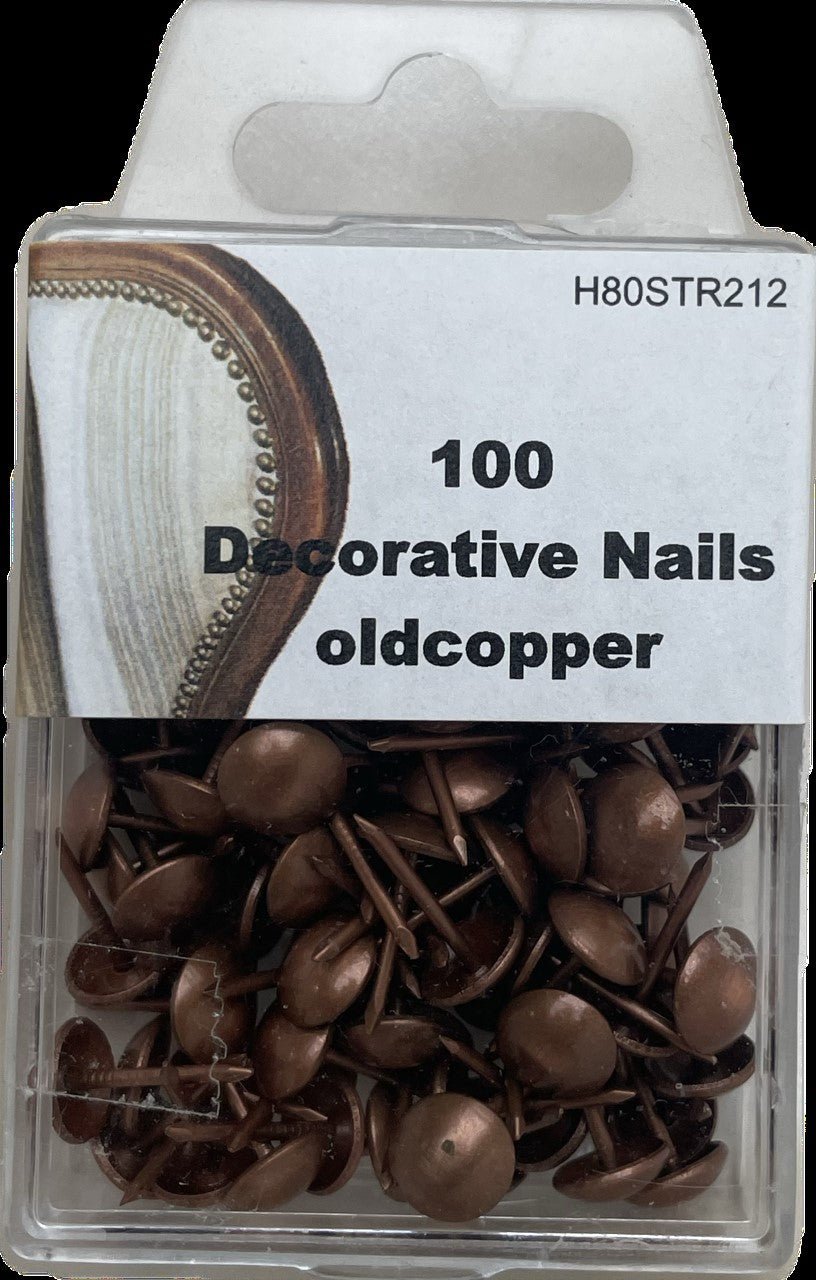 H80STR212
100
Decorative Nails
oldcopper